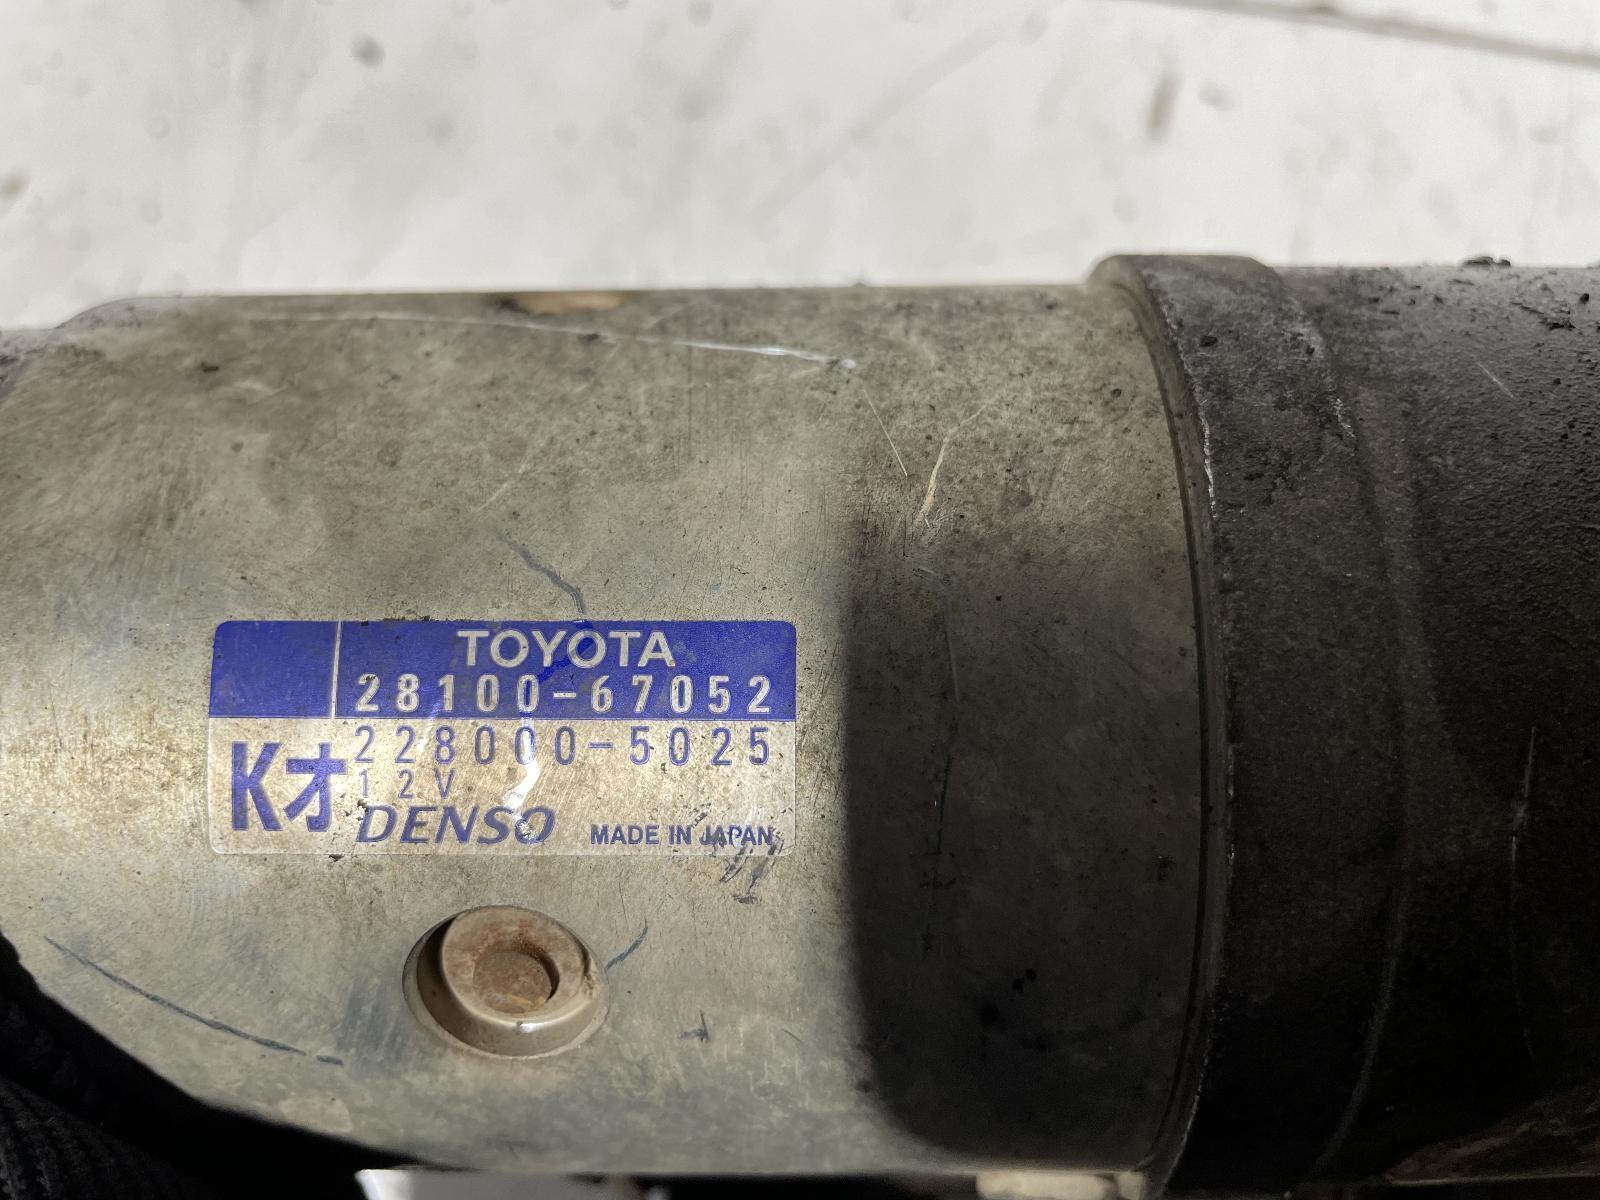 TOYOTA
28100-67052
Kオ
228000-5025
12V
DENSO MADE IN JAPAN